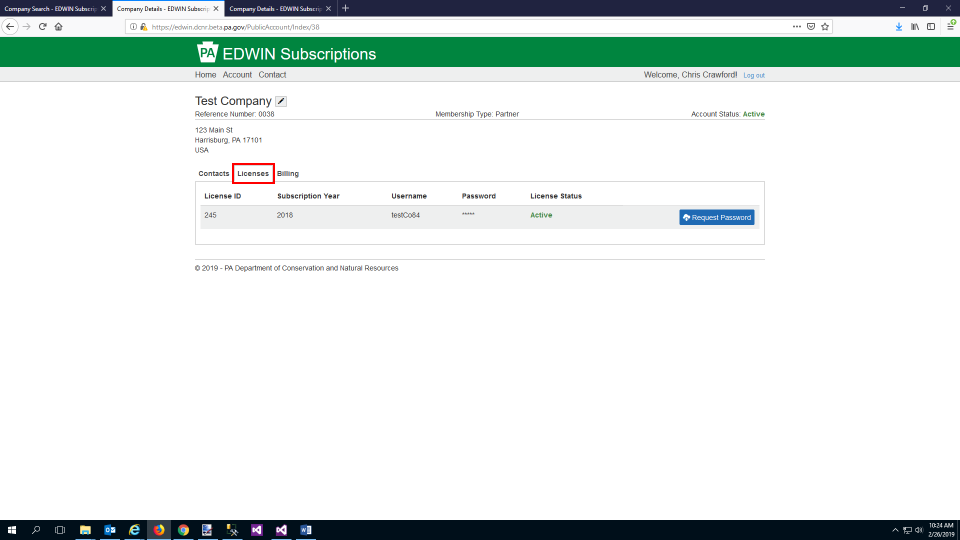 Company Search - EDWIN Subscrip
Company Details - EDWIN Subscrip
Company Details - EDWIN Subscrip
https://edwin.dcnr.beta.pa.gov/PublicAccount/Index/38
PA EDWIN Subscriptions
Home Account Contact
Welcome, Chris Crawford! Log out
Test Company
Reference Number: 0038 Membership Type: Partner Account Status: Active
123 Main St
Harrisburg, PA 17101
USA
Contacts Licenses Billing
License ID Subscription Year Username Password License Status
245 2018 testCo84 ***** Active Request Password
© 2019 - PA Department of Conservation and Natural Resources
10:24 AM
2/26/2019